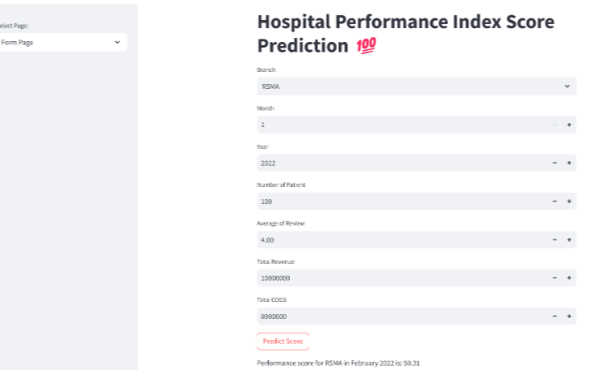 elect Page:
Form Page
Hospital Performance Index Score
Prediction 💯
Branch
RSMA
Month
1
Year
2022
Number of Patient
100
Average of Review
4.00
Total Revenue
10800000
Total COGS
8990000
Predict Score
Performance score for RSMA in February 2022 is: 50.31